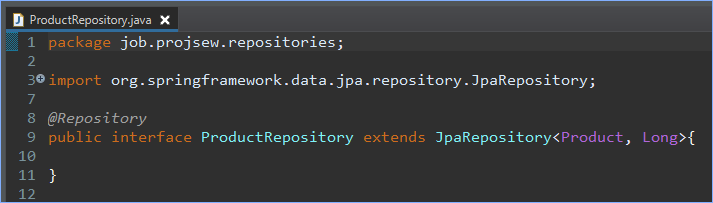 ProductRepository.java
1 package job.projsew.repositories;
2
3 import org.springframework.data.jpa.repository.JpaRepository;
7
8 @Repository
9 public interface ProductRepository extends JpaRepository<Product, Long>{
10
11 }
12